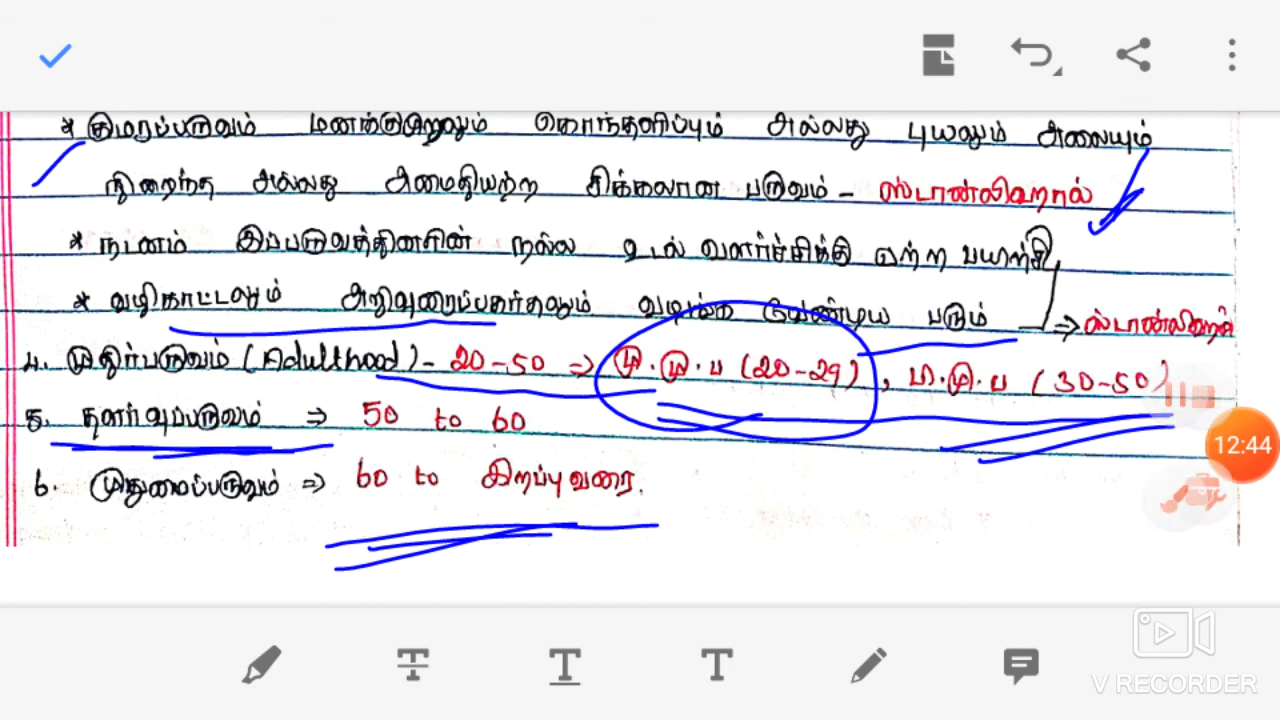 * குமரப்பருவம் மனக்குமுறலும் கொந்தளிப்பும் அல்லது புயலும் அலையும்
நிறைந்த அல்லது அமைதியற்ற சிக்கலான பருவம் - ஸ்டான்லிஹால்
* நடனம் இப்பருவத்தினரின் நல்ல உடல் வளர்ச்சிக்கு ஏற்ற பயிற்சி
* வழிகாட்டலும் அறிவுரைப்பகர்தலும் வழங்க வேண்டிய பருவம் → ஸ்டான்லிஹால்
4. முதிர்பருவம் (Adulthood) - 20-50 ⇒ மு.மு.ப (20-29), பி.மு.ப (30-50)
5. தளர்வுப்பருவம் ⇒ 50 to 60
6. முதுமைப்பருவம் ⇒ 60 to இறப்பு வரை.
12:44
V RECORDER